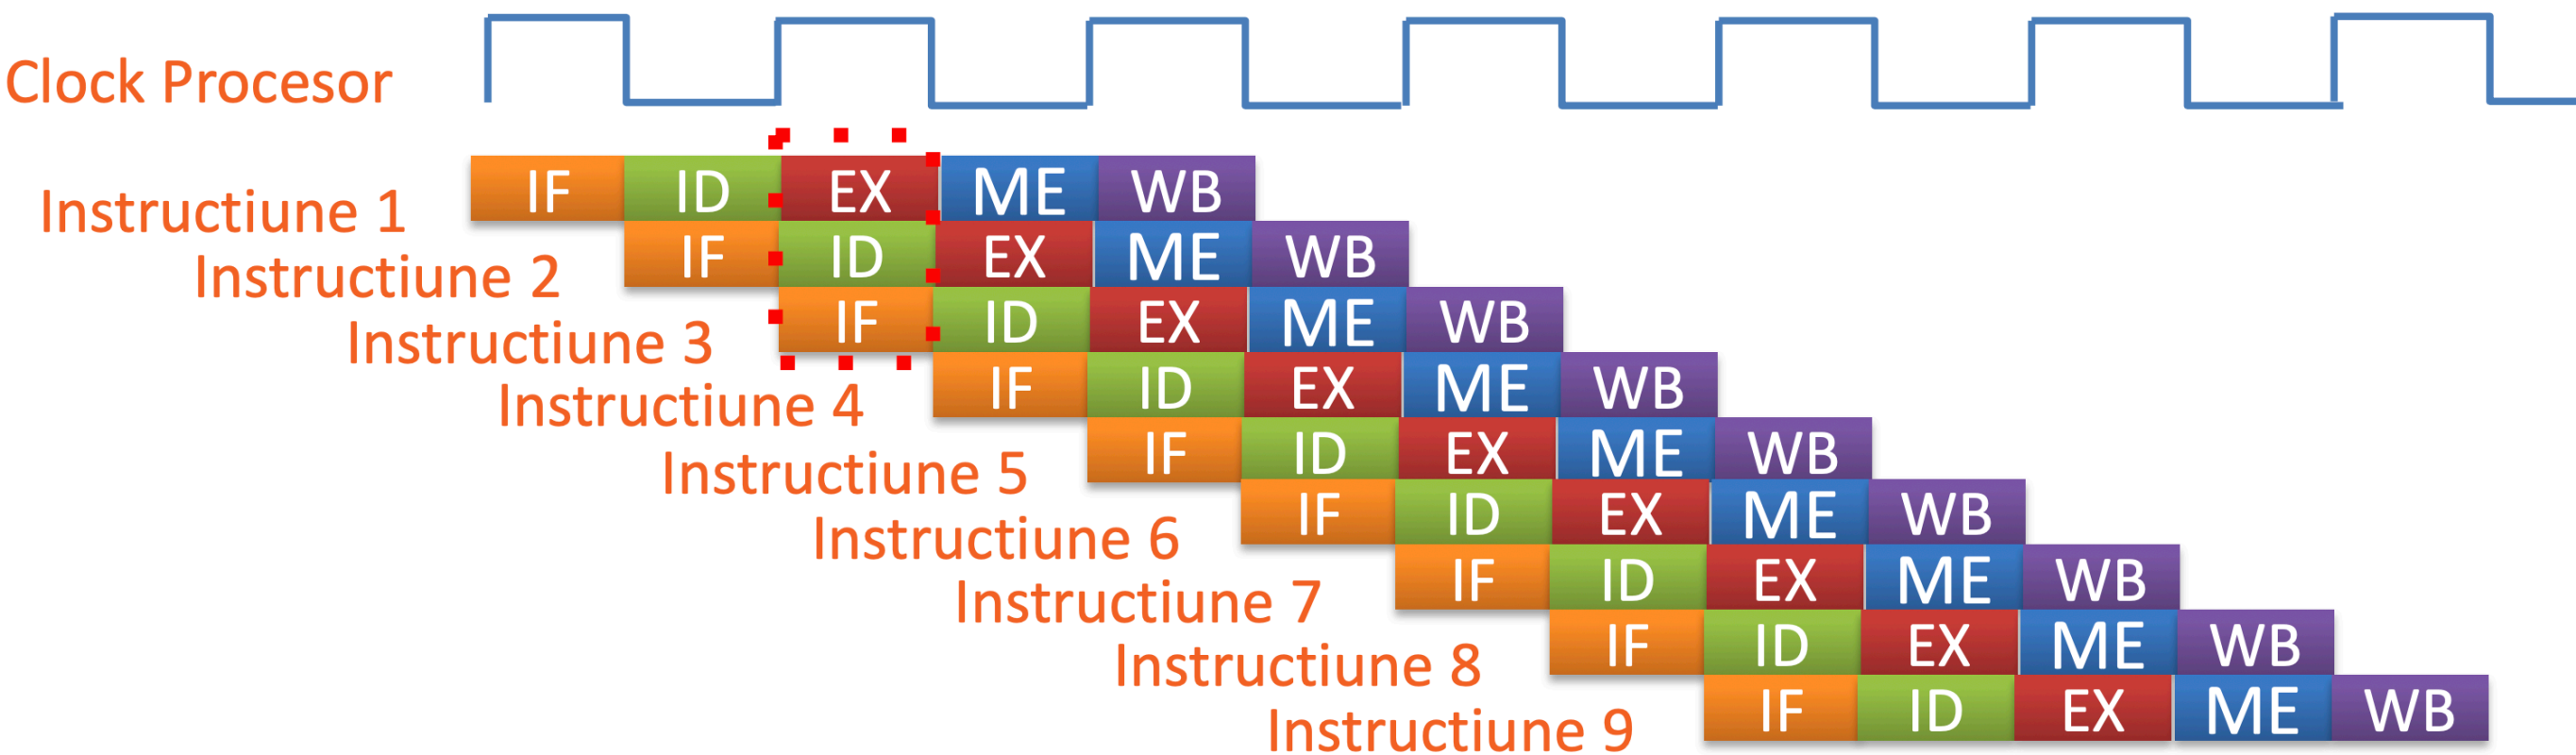 Clock Procesor
Instructiune 1 IF ID EX ME WB
Instructiune 2 IF ID EX ME WB
Instructiune 3 IF ID EX ME WB
Instructiune 4 IF ID EX ME WB
Instructiune 5 IF ID EX ME WB
Instructiune 6 IF ID EX ME WB
Instructiune 7 IF ID EX ME WB
Instructiune 8 IF ID EX ME WB
Instructiune 9 IF ID EX ME WB